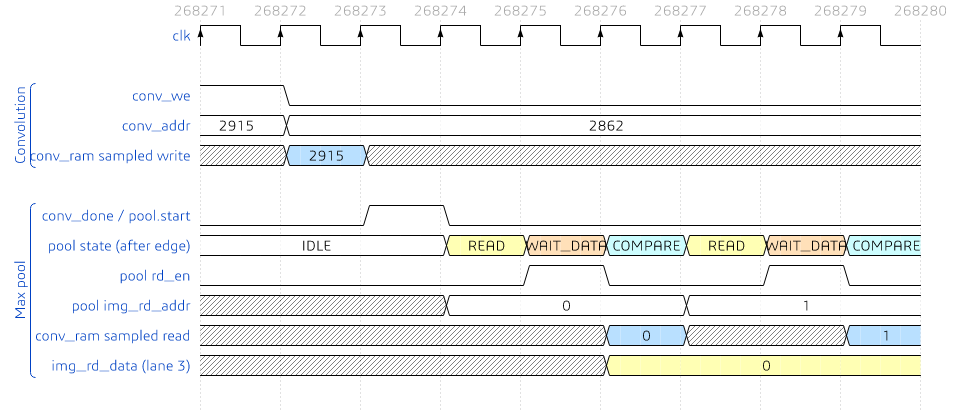 268271 268272 268273 268274 268275 268276 268277 268278 268279 268280
clk
Convolution
conv_we
conv_addr 2915 2862
conv_ram sampled write 2915
Max pool
conv_done / pool.start
pool state (after edge) IDLE READ WAIT_DATA COMPARE READ WAIT_DATA COMPARE
pool rd_en
pool img_rd_addr 0 1
conv_ram sampled read 0 1
img_rd_data (lane 3) 0